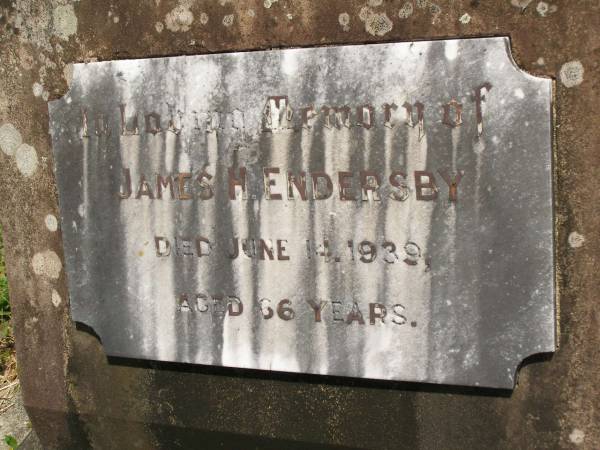 In Loving Memory of
JAMES H. ENDERSBY
DIED JUNE 14, 1939,
AGED 66 YEARS.